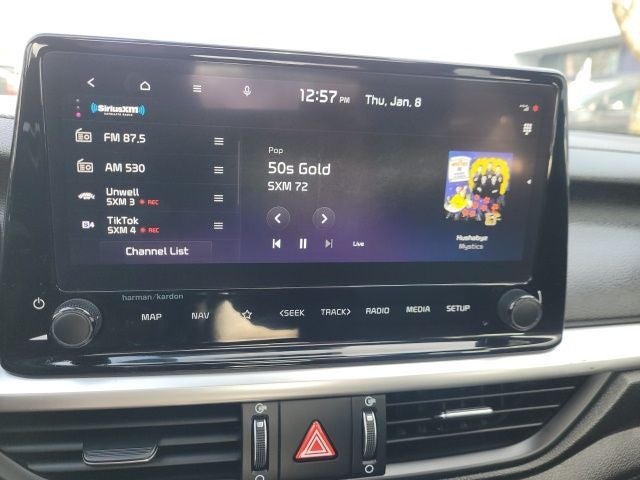 12:57 PM Thu, Jan, 8
SiriusXM
SATELLITE RADIO
FM 87.5
AM 530
Unwell
SXM 3 REC
TikTok
SXM 4 REC
Channel List
Pop
50s Gold
SXM 72
Live
Hushabye
Mystics
harman/kardon
MAP
NAV
<SEEK
TRACK>
RADIO
MEDIA
SETUP